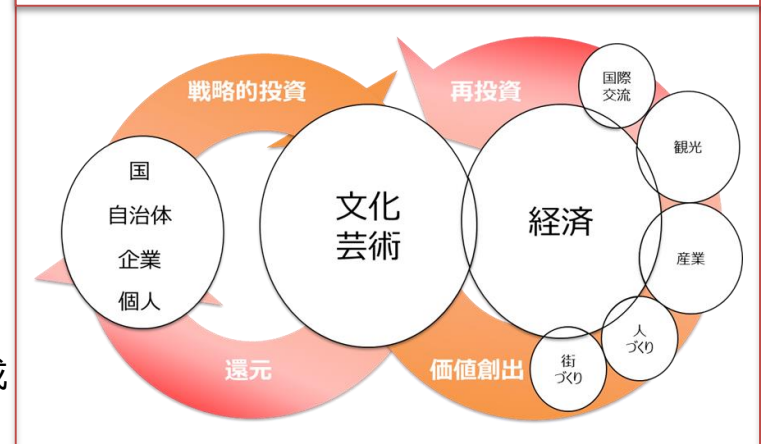 戦略的投資
再投資
国際
交流
観光
国
自治体
企業
個人
文化
芸術
経済
産業
人
づくり
街
づくり
還元
価値創出